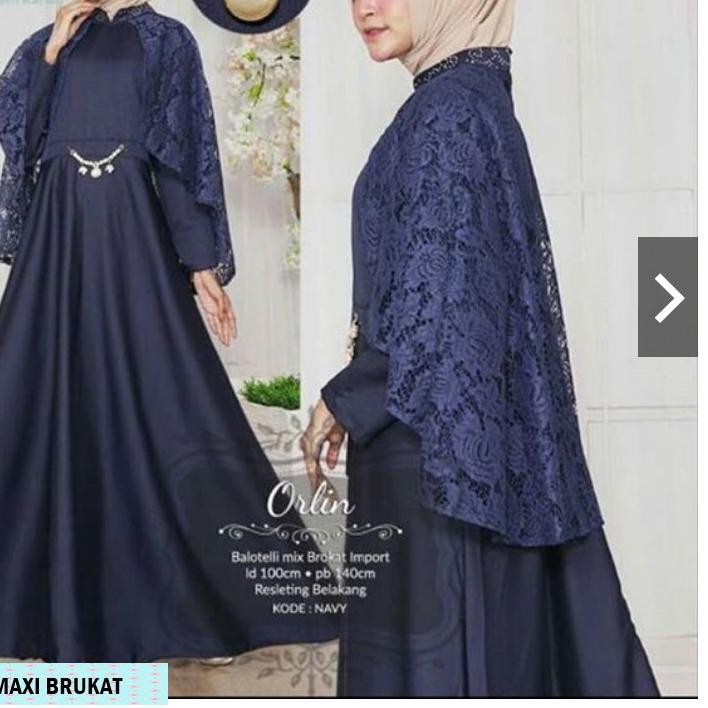 Orlin
Balotelli mix Brokat Import
ld 100cm • pb 140cm
Resleting Belakang
KODE : NAVY
MAXI BRUKAT